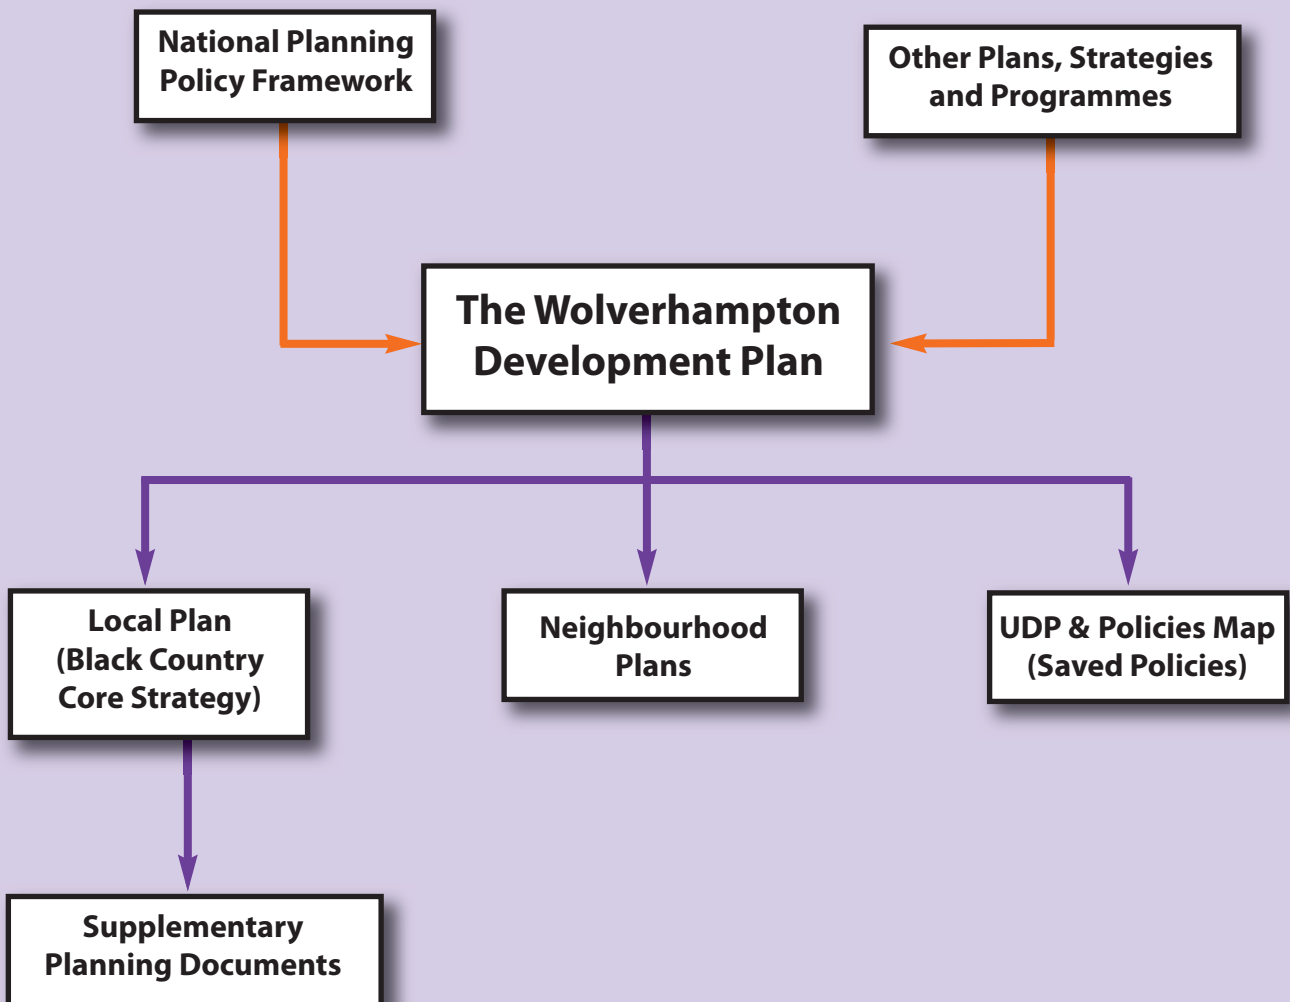 National Planning
Policy Framework
Other Plans, Strategies
and Programmes
The Wolverhampton
Development Plan
Local Plan
(Black Country
Core Strategy)
Neighbourhood
Plans
UDP & Policies Map
(Saved Policies)
Supplementary
Planning Documents